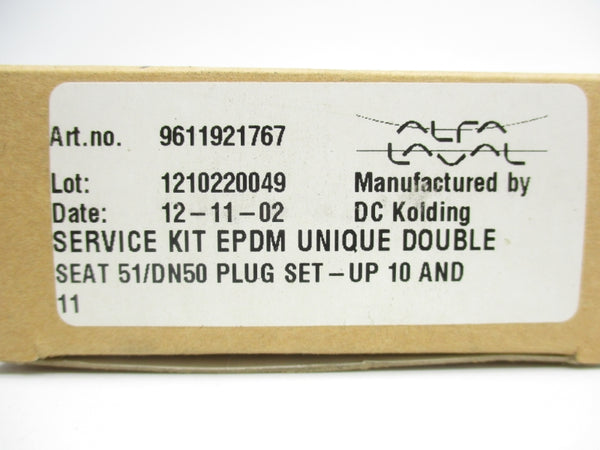 Art.no. 9611921767
ALFA
LAVAL
Lot: 1210220049
Manufactured by
Date: 12-11-02
DC Kolding
SERVICE KIT EPDM UNIQUE DOUBLE
SEAT 51/DN50 PLUG SET-UP 10 AND
11